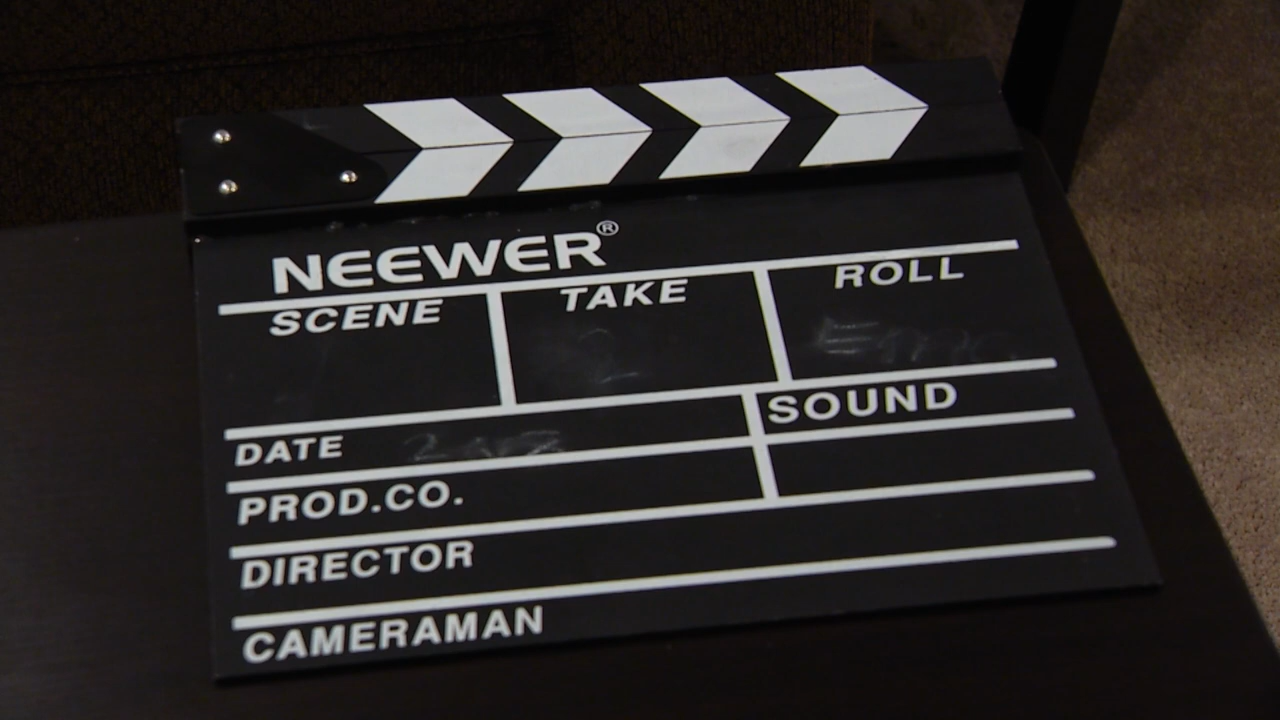 NEEWER®
SCENE TAKE ROLL
SOUND
DATE
PROD.CO.
DIRECTOR
CAMERAMAN